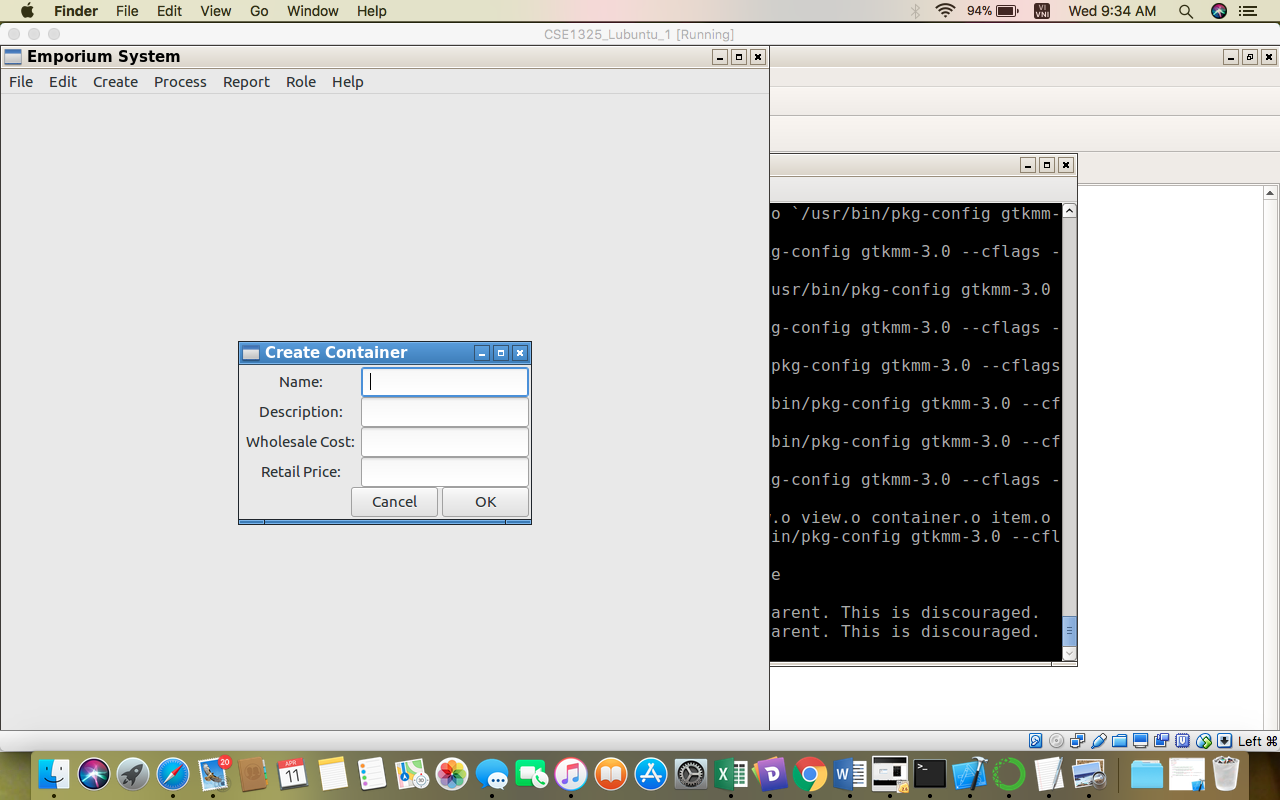 Finder File Edit View Go Window Help 94% VI VNI Wed 9:34 AM
CSE1325_Lubuntu_1 [Running]
Emporium System
File Edit Create Process Report Role Help
o `/usr/bin/pkg-config gtkmm-
g-config gtkmm-3.0 --cflags -
usr/bin/pkg-config gtkmm-3.0
g-config gtkmm-3.0 --cflags -
pkg-config gtkmm-3.0 --cflags
bin/pkg-config gtkmm-3.0 --cf
bin/pkg-config gtkmm-3.0 --cf
g-config gtkmm-3.0 --cflags -
.o view.o container.o item.o
in/pkg-config gtkmm-3.0 --cfl
e
arent. This is discouraged.
arent. This is discouraged.
Create Container
Name:
Description:
Wholesale Cost:
Retail Price:
Cancel OK
Left ⌘
20
APR
11